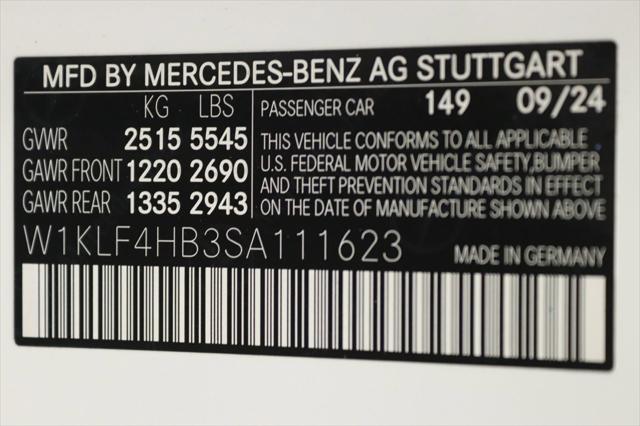 MFD BY MERCEDES-BENZ AG STUTTGART
KG LBS
GVWR 2515 5545
GAWR FRONT 1220 2690
GAWR REAR 1335 2943
PASSENGER CAR 149 09/24
THIS VEHICLE CONFORMS TO ALL APPLICABLE
U.S. FEDERAL MOTOR VEHICLE SAFETY,BUMPER
AND THEFT PREVENTION STANDARDS IN EFFECT
ON THE DATE OF MANUFACTURE SHOWN ABOVE
W1KLF4HB3SA111623 MADE IN GERMANY